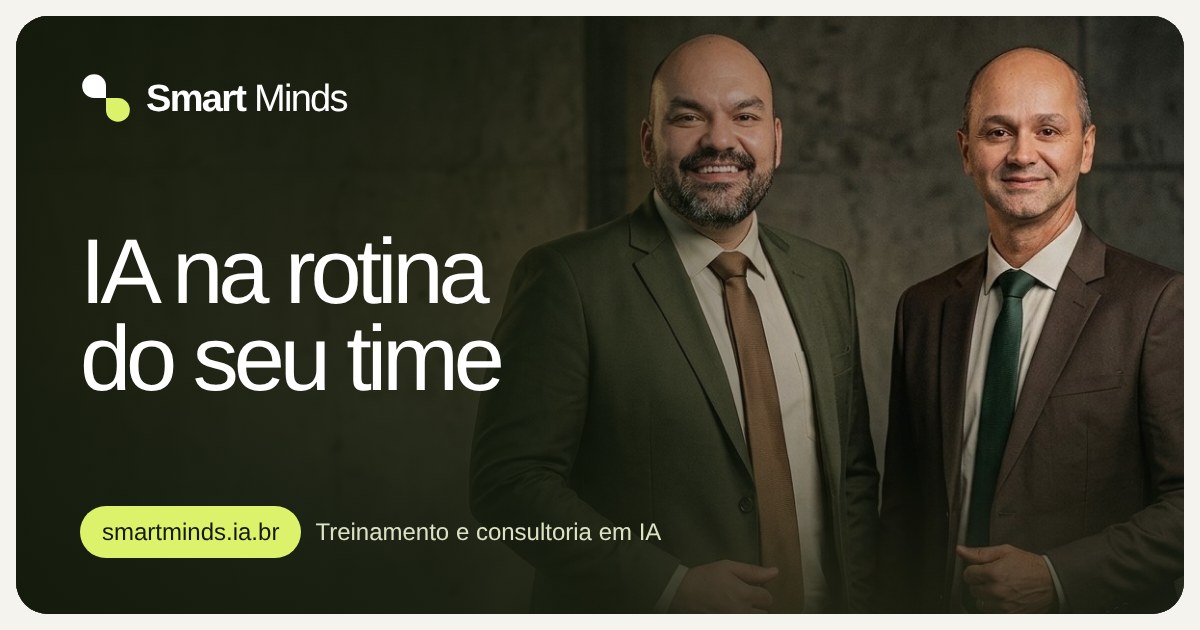 Smart Minds
IA na rotina
do seu time
smartminds.ia.br
Treinamento e consultoria em IA